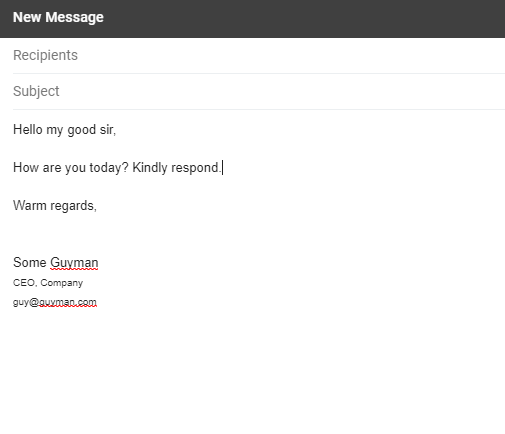 New Message
Recipients
Subject
Hello my good sir,
How are you today? Kindly respond.
Warm regards,
Some Guyman
CEO, Company
guy@guyman.com